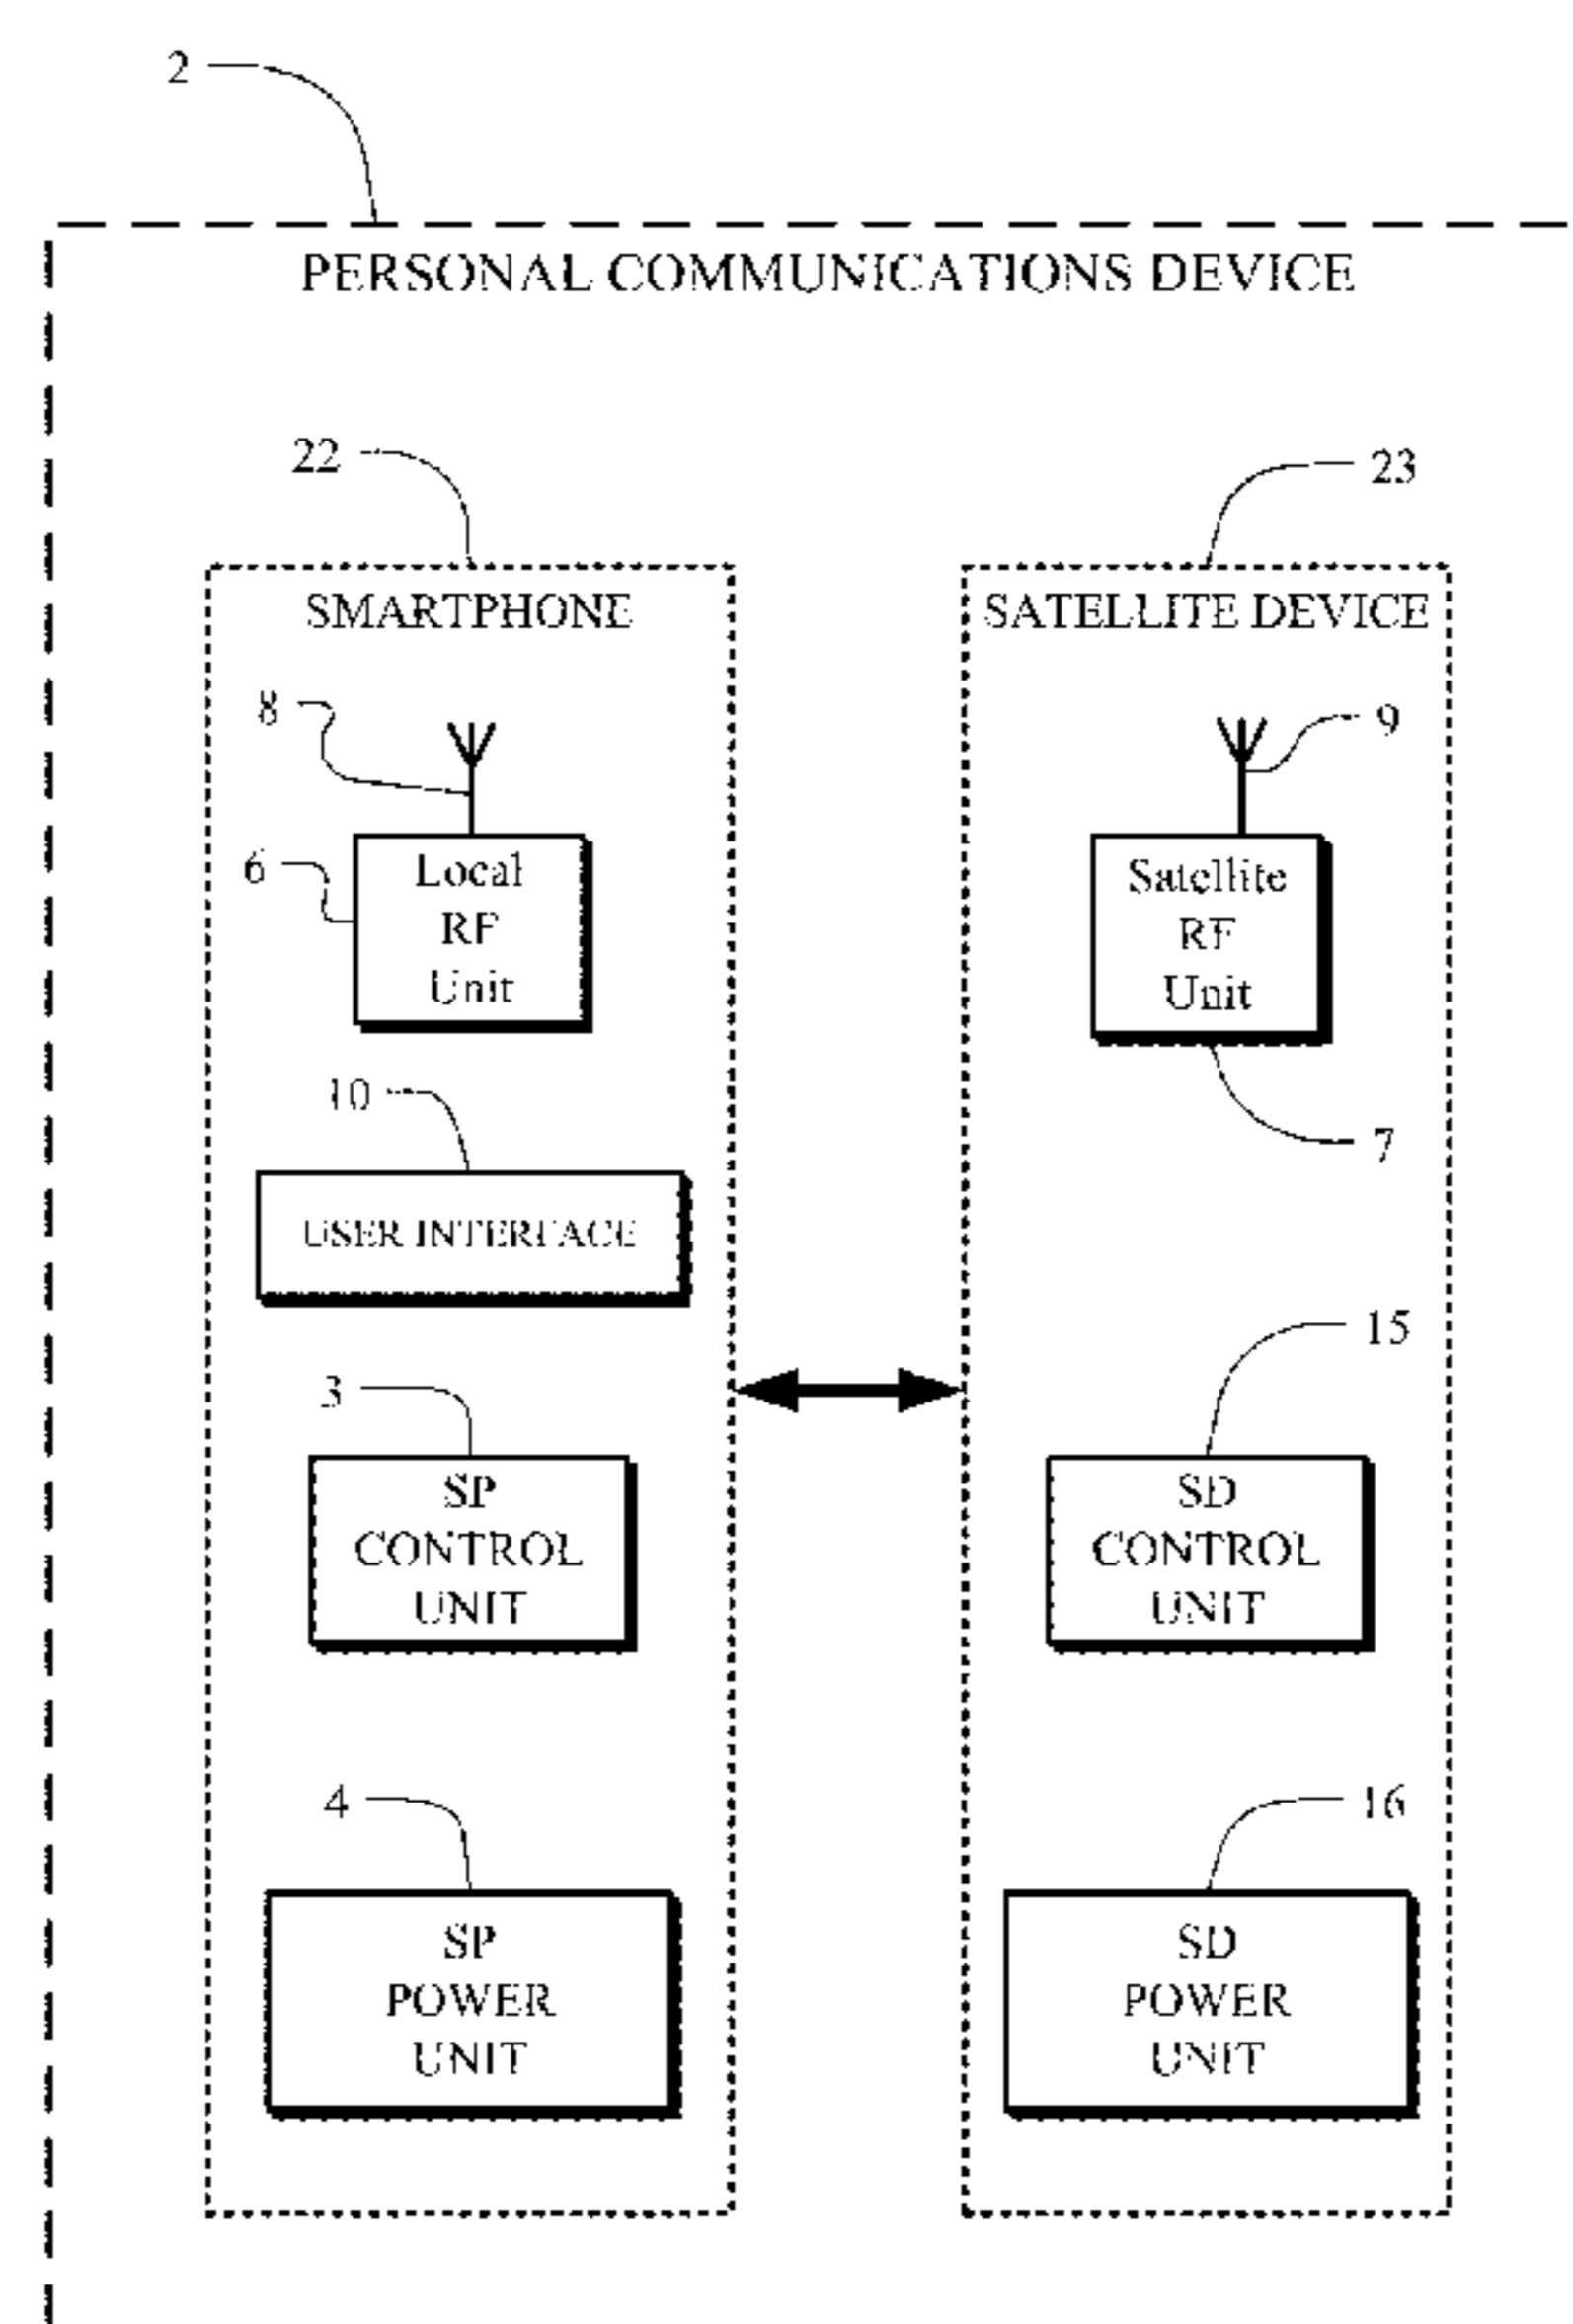 2
PERSONAL COMMUNICATIONS DEVICE
22
23
SMARTPHONE
SATELLITE DEVICE
8
9
6
Local
RF
Unit
Satellite
RF
Unit
10
7
USER INTERFACE
15
3
SP
CONTROL
UNIT
SD
CONTROL
UNIT
4
16
SP
POWER
UNIT
SD
POWER
UNIT